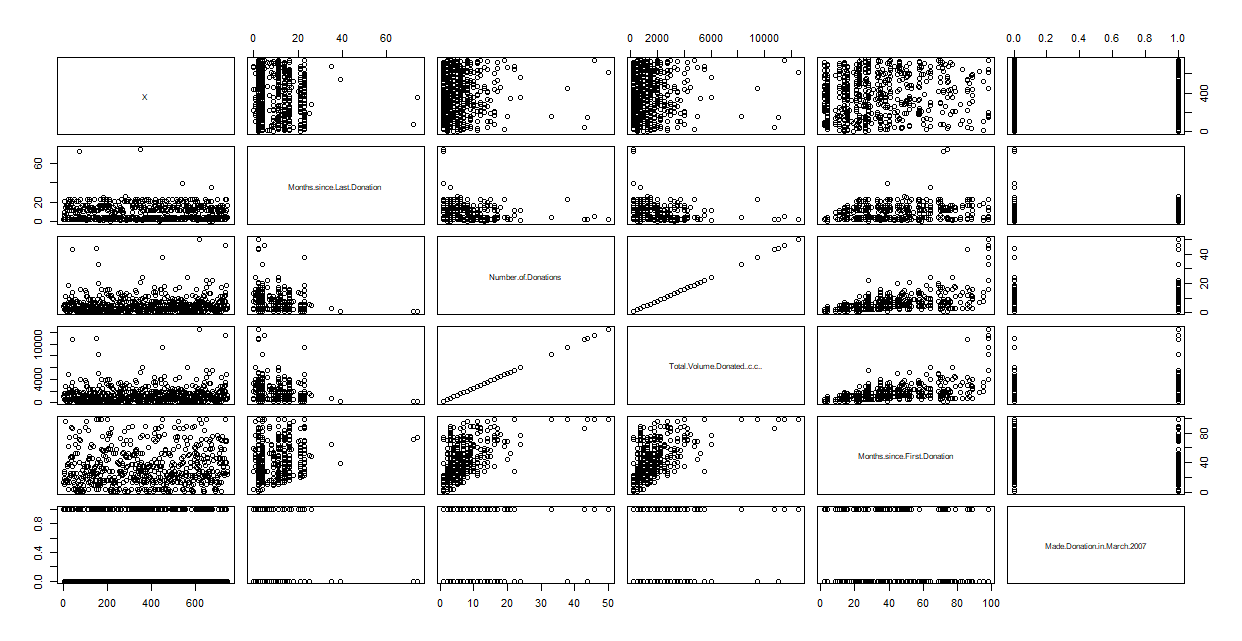 0 20 40 60
0 2000 6000 10000
0.0 0.2 0.4 0.6 0.8 1.0
X
0 400
0 20 60
Months.since.Last.Donation
Number.of.Donations
0 20 40
0 4000 10000
Total.Volume.Donated..c.c..
Months.since.First.Donation
0 40 80
0.0 0.4 0.8
Made.Donation.in.March.2007
0 200 400 600
0 10 20 30 40 50
0 20 40 60 80 100